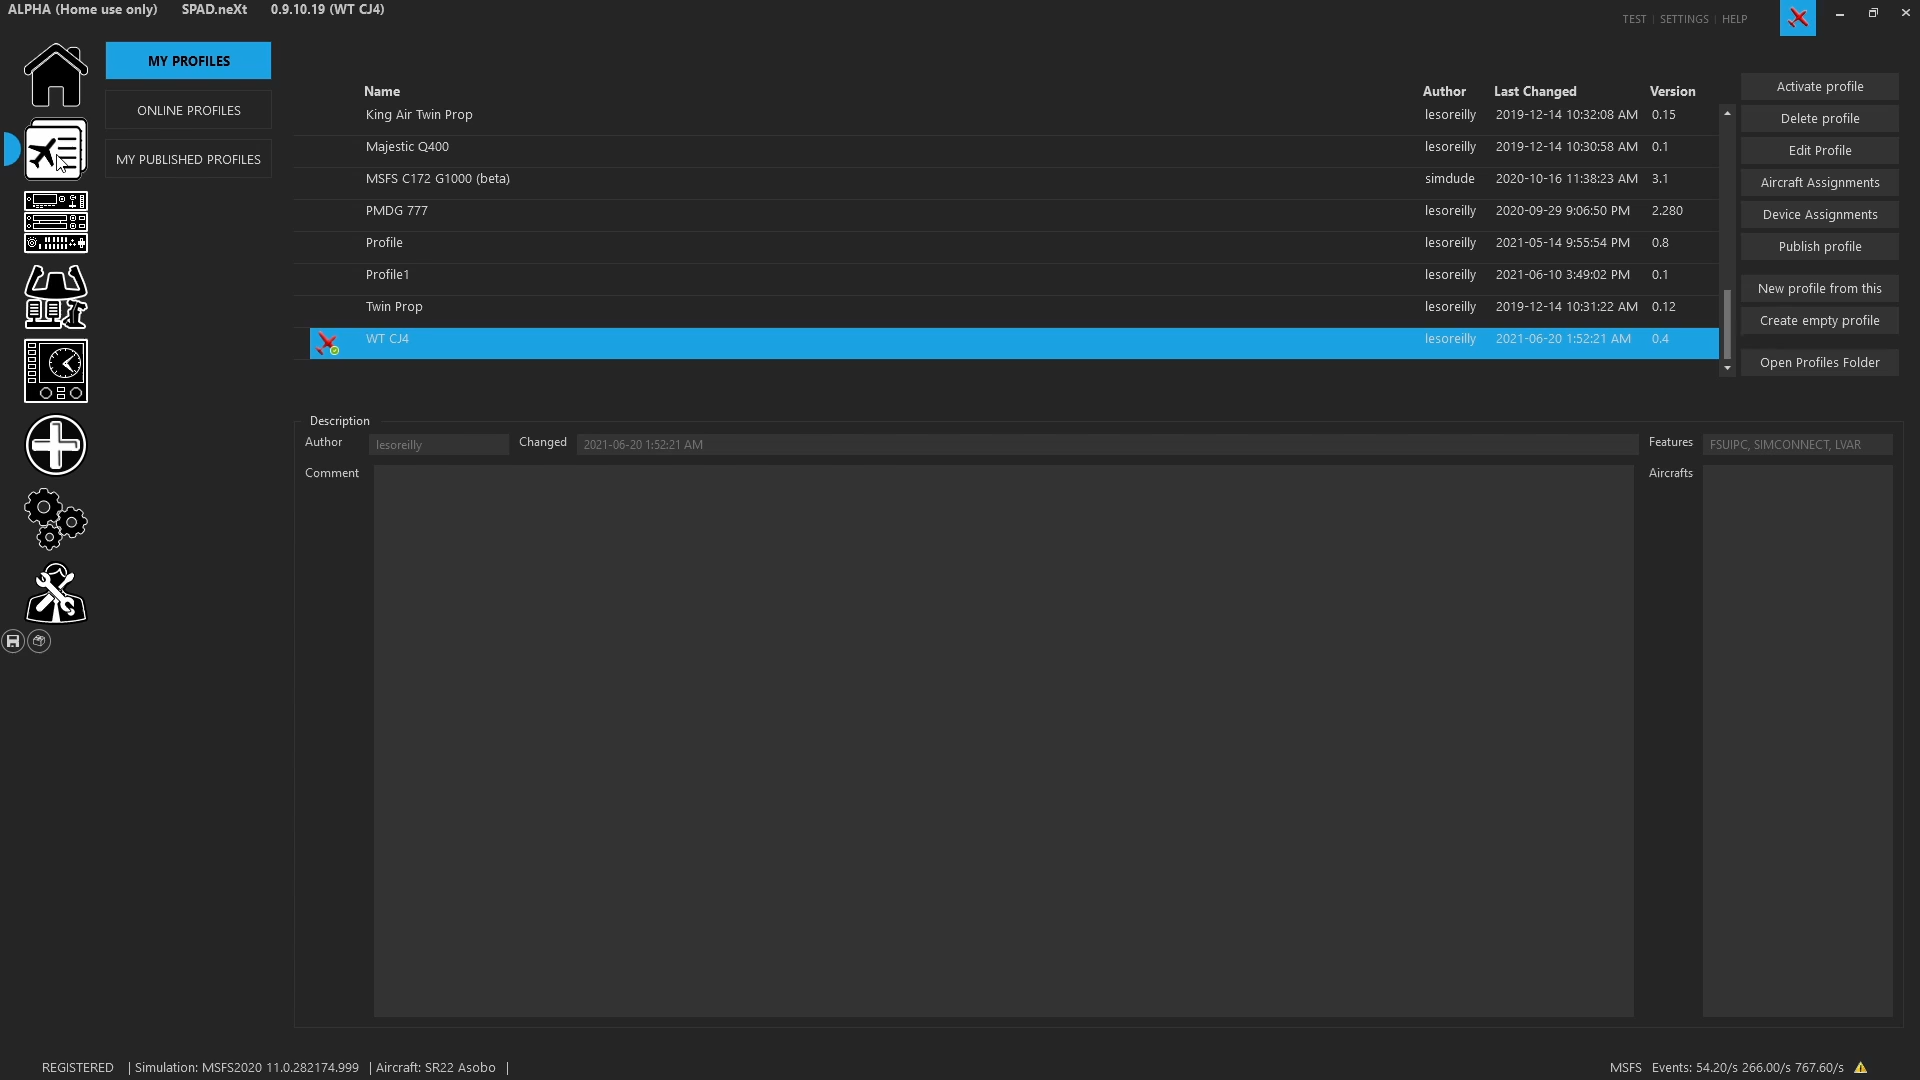 ALPHA (Home use only) SPAD.neXt 0.9.10.19 (WT CJ4)
TEST | SETTINGS | HELP
MY PROFILES
ONLINE PROFILES
MY PUBLISHED PROFILES
Name Author Last Changed Version
King Air Twin Prop lesoreilly 2019-12-14 10:32:08 AM 0.15
Majestic Q400 lesoreilly 2019-12-14 10:30:58 AM 0.1
MSFS C172 G1000 (beta) simdude 2020-10-16 11:38:23 AM 3.1
PMDG 777 lesoreilly 2020-09-29 9:06:50 PM 2.280
Profile lesoreilly 2021-05-14 9:55:54 PM 0.8
Profile1 lesoreilly 2021-06-10 3:49:02 PM 0.1
Twin Prop lesoreilly 2019-12-14 10:31:22 AM 0.12
WT CJ4 lesoreilly 2021-06-20 1:52:21 AM 0.4
Activate profile
Delete profile
Edit Profile
Aircraft Assignments
Device Assignments
Publish profile
New profile from this
Create empty profile
Open Profiles Folder
Description
Author lesoreilly Changed 2021-06-20 1:52:21 AM Features FSUIPC, SIMCONNECT, LVAR
Comment Aircrafts
REGISTERED | Simulation: MSFS2020 11.0.282174.999 | Aircraft: SR22 Asobo | MSFS Events: 54.20/s 266.00/s 767.60/s